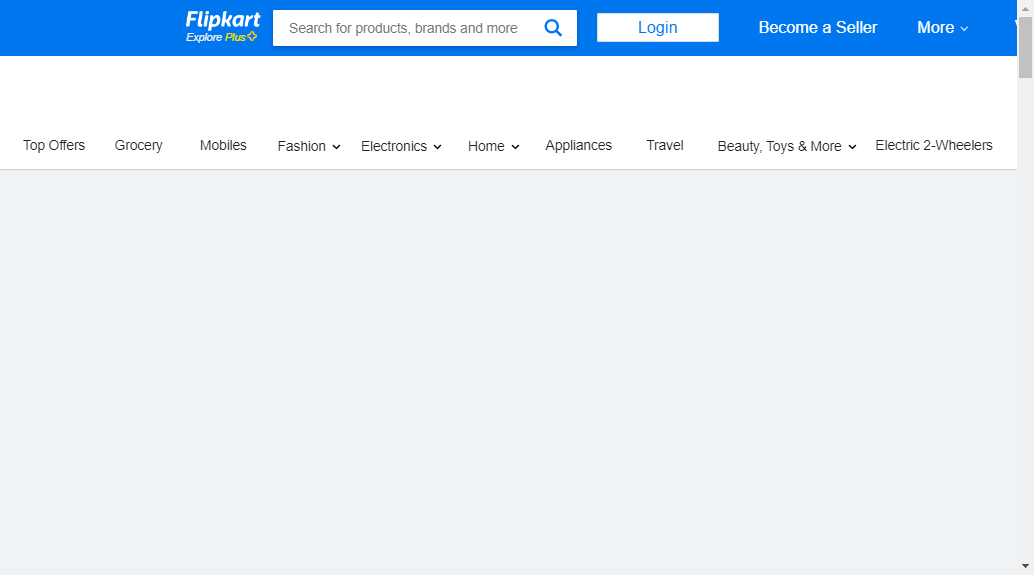 Flipkart
Explore Plus
Search for products, brands and more
Login
Become a Seller
More
Top Offers
Grocery
Mobiles
Fashion
Electronics
Home
Appliances
Travel
Beauty, Toys & More
Electric 2-Wheelers